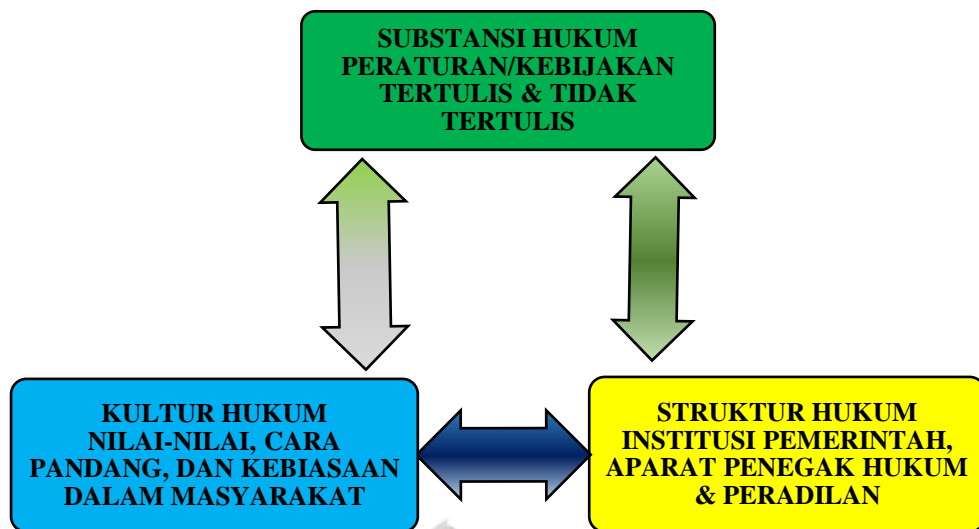 SUBSTANSI HUKUM
PERATURAN/KEBIJAKAN
TERTULIS & TIDAK
TERTULIS
KULTUR HUKUM
NILAI-NILAI, CARA
PANDANG, DAN KEBIASAAN
DALAM MASYARAKAT
STRUKTUR HUKUM
INSTITUSI PEMERINTAH,
APARAT PENEGAK HUKUM
& PERADILAN